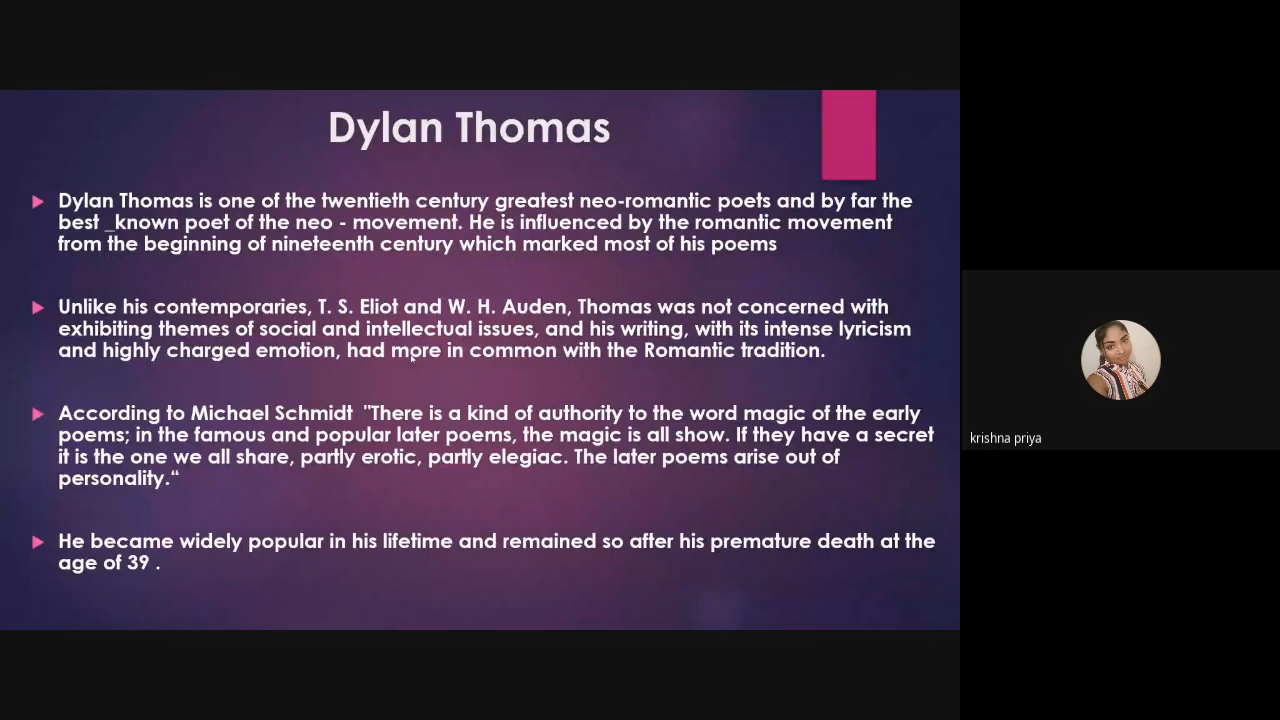 Dylan Thomas
Dylan Thomas is one of the twentieth century greatest neo-romantic poets and by far the
best _known poet of the neo - movement. He is influenced by the romantic movement
from the beginning of nineteenth century which marked most of his poems
Unlike his contemporaries, T. S. Eliot and W. H. Auden, Thomas was not concerned with
exhibiting themes of social and intellectual issues, and his writing, with its intense lyricism
and highly charged emotion, had more in common with the Romantic tradition.
According to Michael Schmidt "There is a kind of authority to the word magic of the early
poems; in the famous and popular later poems, the magic is all show. If they have a secret
it is the one we all share, partly erotic, partly elegiac. The later poems arise out of
personality.“
He became widely popular in his lifetime and remained so after his premature death at the
age of 39 .
krishna priya